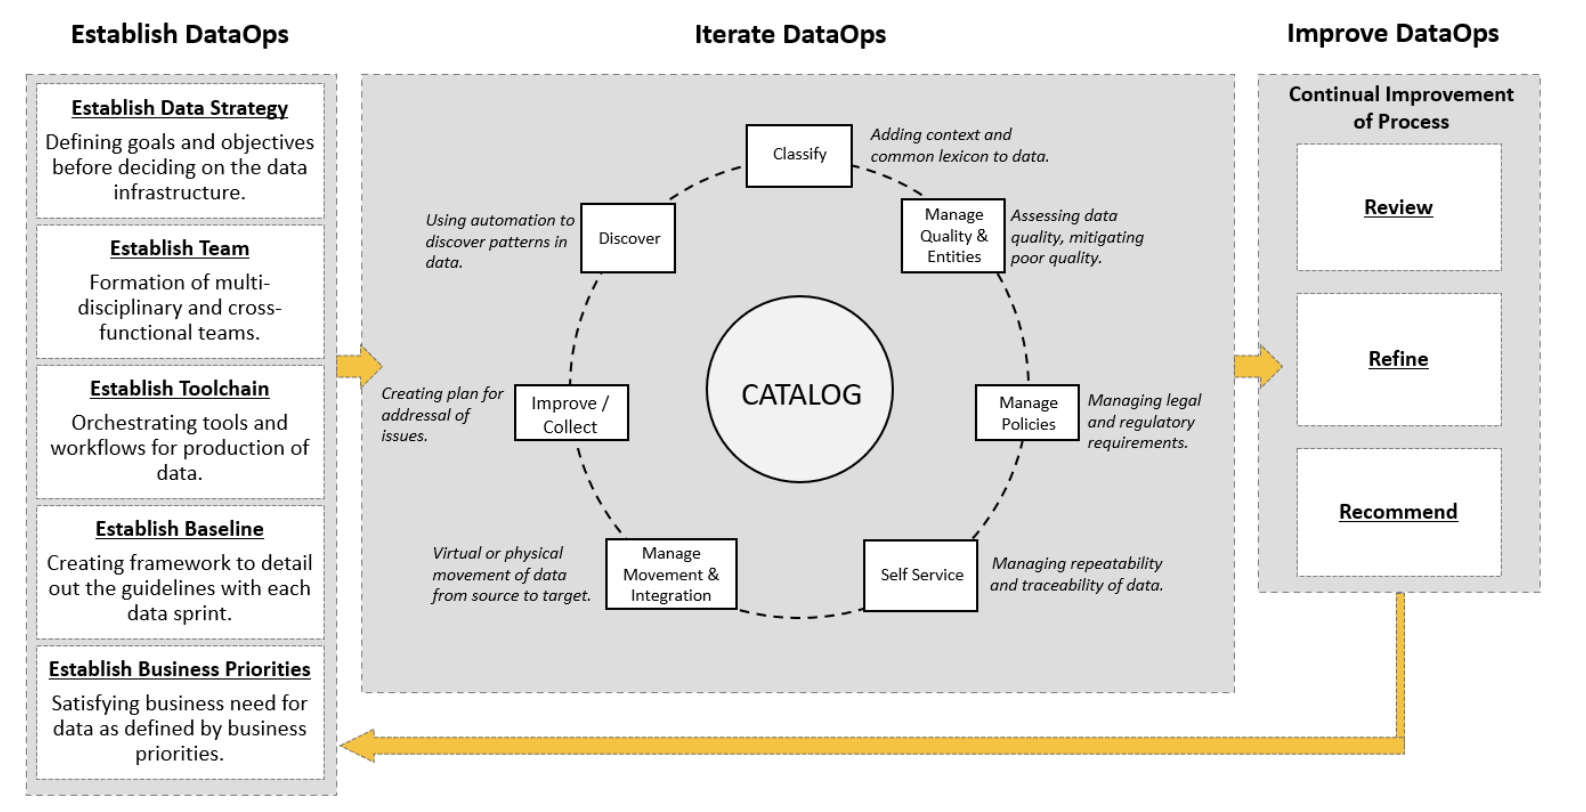 Establish DataOps
Establish Data Strategy
Defining goals and objectives
before deciding on the data
infrastructure.
Establish Team
Formation of multi-
disciplinary and cross-
functional teams.
Establish Toolchain
Orchestrating tools and
workflows for production of
data.
Establish Baseline
Creating framework to detail
out the guidelines with each
data sprint.
Establish Business Priorities
Satisfying business need for
data as defined by business
priorities.
Iterate DataOps
Classify
Adding context and
common lexicon to data.
Manage
Quality &
Entities
Assessing data
quality, mitigating
poor quality.
Manage
Policies
Managing legal
and regulatory
requirements.
Self Service
Managing repeatability
and traceability of data.
Manage
Movement &
Integration
Virtual or physical
movement of data
from source to target.
Improve /
Collect
Creating plan for
addressal of
issues.
Discover
Using automation to
discover patterns in
data.
CATALOG
Improve DataOps
Continual Improvement
of Process
Review
Refine
Recommend